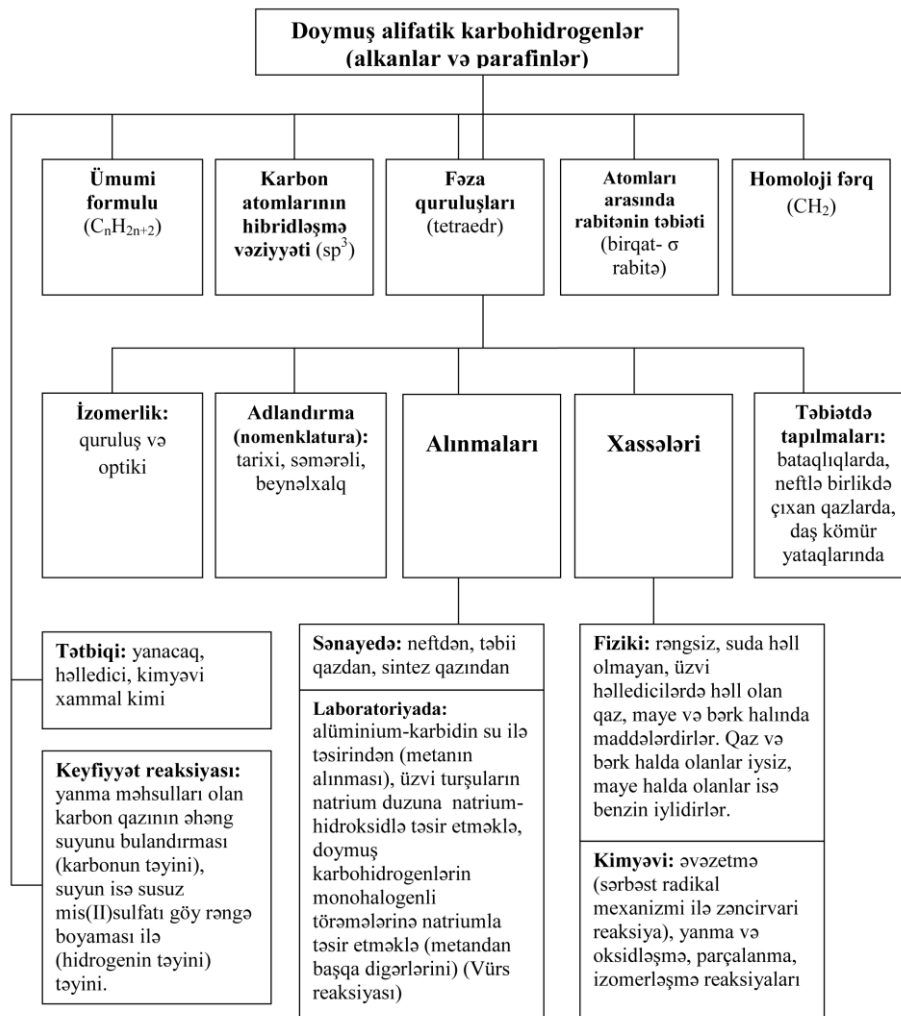 Doymuş alifatik karbohidrogenlər
(alkanlar və parafinlər)
Ümumi
formulu
(CₙH₂ₙ₊₂)
Karbon
atomlarının
hibridləşmə
vəziyyəti (sp³)
Fəza
quruluşları
(tetraedr)
Atomları
arasında
rabitənin təbiəti
(birqat- σ
rabitə)
Homoloji fərq
(CH₂)
İzomerlik:
quruluş və
optiki
Adlandırma
(nomenklatura):
tarixi, səmərəli,
beynəlxalq
Alınmaları
Xassələri
Təbiətdə
tapılmaları:
bataqlıqlarda,
neftlə birlikdə
çıxan qazlarda,
daş kömür
yataqlarında
Tətbiqi: yanacaq,
həlledici, kimyəvi
xammal kimi
Keyfiyyət reaksiyası:
yanma məhsulları olan
karbon qazının əhəng
suyunu bulandırması
(karbonun təyini),
suyun isə susuz
mis(II)sulfatı göy rəngə
boyaması ilə
(hidrogenin təyini)
təyini.
Sənayedə: neftdən, təbii
qazdan, sintez qazından
Laboratoriyada:
alüminium-karbidin su ilə
təsirindən (metanın
alınması), üzvi turşuların
natrium duzuna natrium-
hidroksidlə təsir etməklə,
doymuş
karbohidrogenlərin
monohalogenli
törəmələrinə natriumla
təsir etməklə (metandan
başqa digərlərini) (Vürs
reaksiyası)
Fiziki: rəngsiz, suda həll
olmayan, üzvi
həlledicilərdə həll olan
qaz, maye və bərk halında
maddələrdirlər. Qaz və
bərk halda olanlar iysiz,
maye halda olanlar isə
benzin iylidirlər.
Kimyəvi: əvəzetmə
(sərbəst radikal
mexanizmi ilə zəncirvari
reaksiya), yanma və
oksidləşmə, parçalanma,
izomerləşmə reaksiyaları